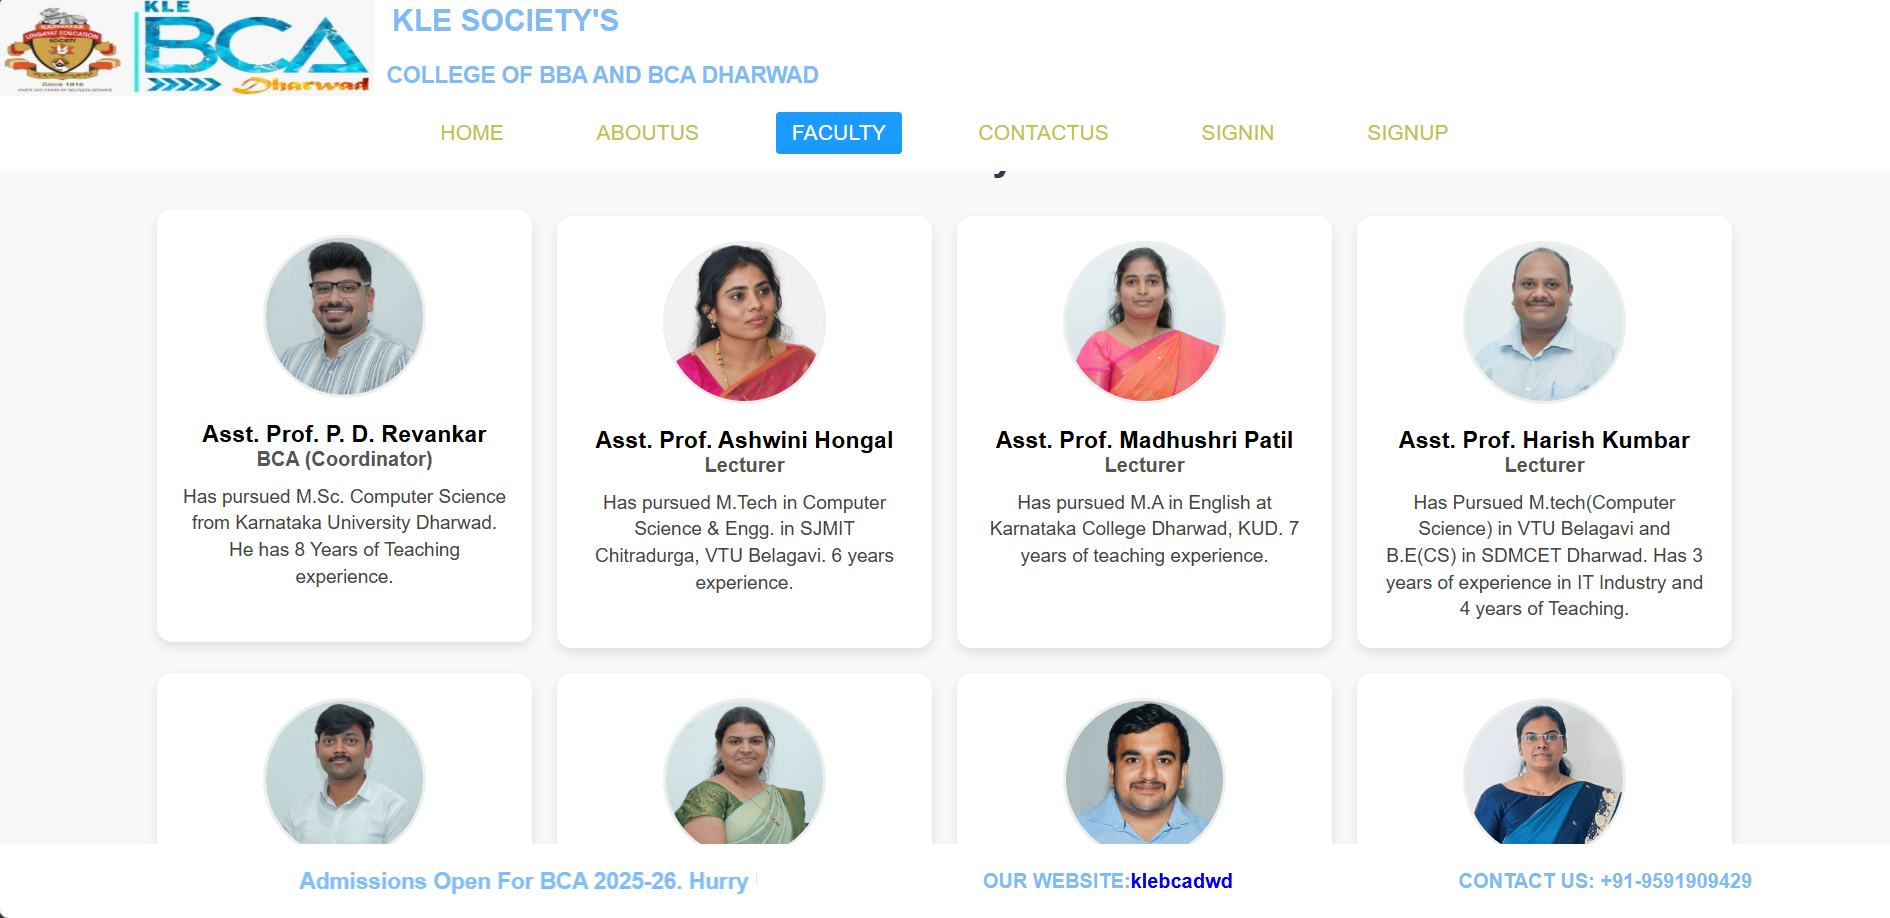 KLE
BCA
Dharwad
KARNATAK
LINGAYAT EDUCATION
SOCIETY
Since 1916
KLE SOCIETY'S
COLLEGE OF BBA AND BCA DHARWAD
HOME ABOUTUS FACULTY CONTACTUS SIGNIN SIGNUP
Asst. Prof. P. D. Revankar
BCA (Coordinator)
Has pursued M.Sc. Computer Science
from Karnataka University Dharwad.
He has 8 Years of Teaching
experience.
Asst. Prof. Ashwini Hongal
Lecturer
Has pursued M.Tech in Computer
Science & Engg. in SJMIT
Chitradurga, VTU Belagavi. 6 years
experience.
Asst. Prof. Madhushri Patil
Lecturer
Has pursued M.A in English at
Karnataka College Dharwad, KUD. 7
years of teaching experience.
Asst. Prof. Harish Kumbar
Lecturer
Has Pursued M.tech(Computer
Science) in VTU Belagavi and
B.E(CS) in SDMCET Dharwad. Has 3
years of experience in IT Industry and
4 years of Teaching.
Admissions Open For BCA 2025-26. Hurry
OUR WEBSITE:klebcadwd
CONTACT US: +91-9591909429